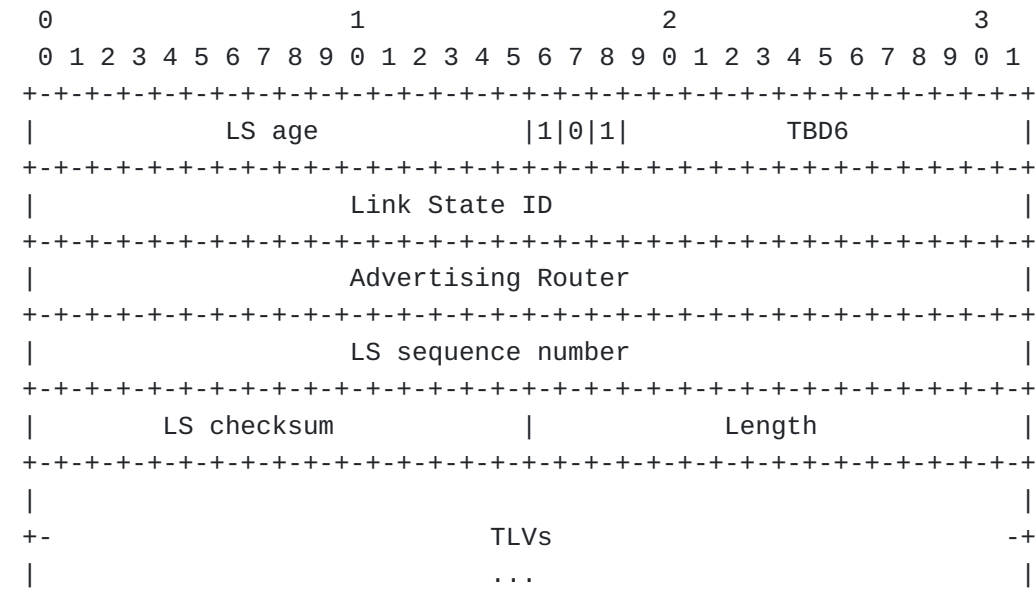 0                   1                   2                   3
 0 1 2 3 4 5 6 7 8 9 0 1 2 3 4 5 6 7 8 9 0 1 2 3 4 5 6 7 8 9 0 1
+-+-+-+-+-+-+-+-+-+-+-+-+-+-+-+-+-+-+-+-+-+-+-+-+-+-+-+-+-+-+-+-+
|            LS age             |1|0|1|          TBD6           |
+-+-+-+-+-+-+-+-+-+-+-+-+-+-+-+-+-+-+-+-+-+-+-+-+-+-+-+-+-+-+-+-+
|                    Link State ID                              |
+-+-+-+-+-+-+-+-+-+-+-+-+-+-+-+-+-+-+-+-+-+-+-+-+-+-+-+-+-+-+-+-+
|                    Advertising Router                         |
+-+-+-+-+-+-+-+-+-+-+-+-+-+-+-+-+-+-+-+-+-+-+-+-+-+-+-+-+-+-+-+-+
|                    LS sequence number                         |
+-+-+-+-+-+-+-+-+-+-+-+-+-+-+-+-+-+-+-+-+-+-+-+-+-+-+-+-+-+-+-+-+
|        LS checksum            |            Length             |
+-+-+-+-+-+-+-+-+-+-+-+-+-+-+-+-+-+-+-+-+-+-+-+-+-+-+-+-+-+-+-+-+
|                                                               |
+-                            TLVs                             -+
|                             ...                               |